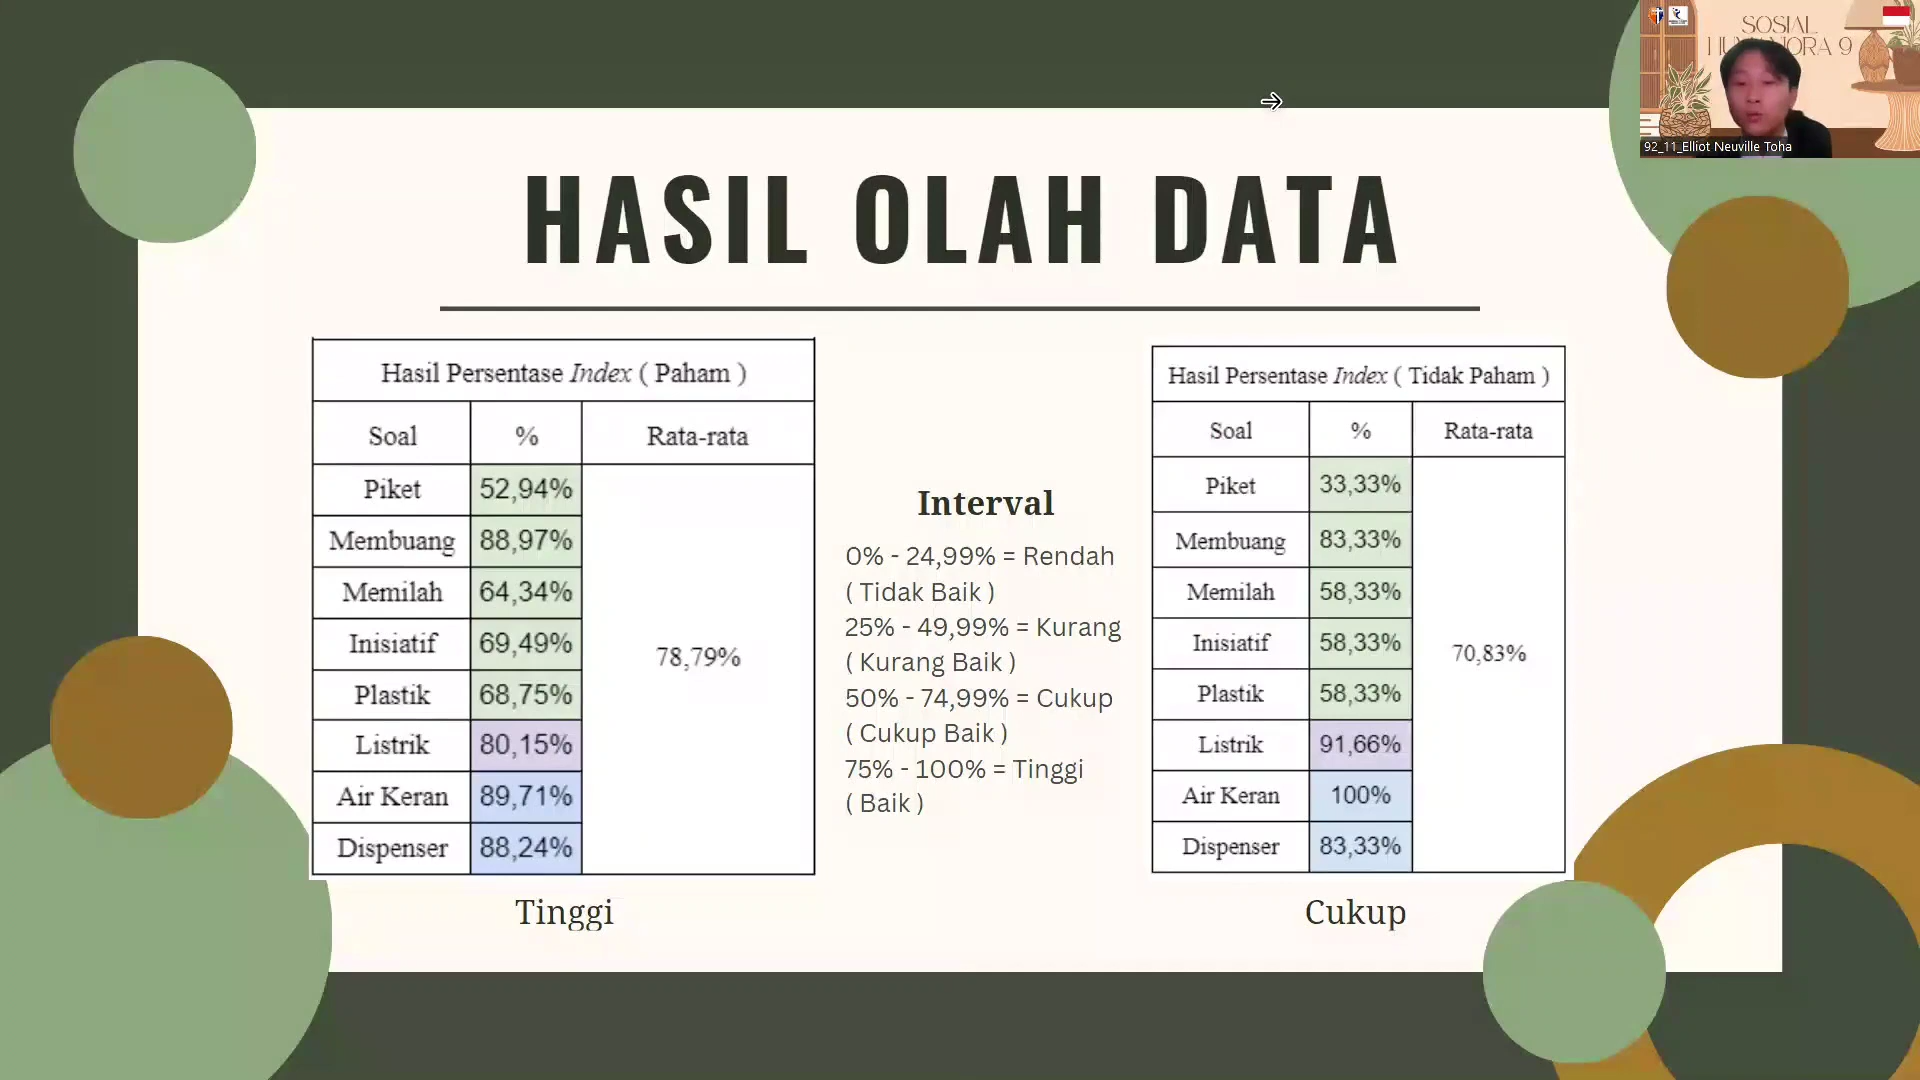 SOSIAL
HUMANIORA 9
92_11_Elliot Neuville Toha
HASIL OLAH DATA
Hasil Persentase Index ( Paham )
Soal % Rata-rata
Piket 52,94%
Membuang 88,97%
Memilah 64,34%
Inisiatif 69,49%
Plastik 68,75%
Listrik 80,15%
Air Keran 89,71%
Dispenser 88,24%
78,79%
Tinggi
Interval
0% - 24,99% = Rendah
( Tidak Baik )
25% - 49,99% = Kurang
( Kurang Baik )
50% - 74,99% = Cukup
( Cukup Baik )
75% - 100% = Tinggi
( Baik )
Hasil Persentase Index ( Tidak Paham )
Soal % Rata-rata
Piket 33,33%
Membuang 83,33%
Memilah 58,33%
Inisiatif 58,33%
Plastik 58,33%
Listrik 91,66%
Air Keran 100%
Dispenser 83,33%
70,83%
Cukup